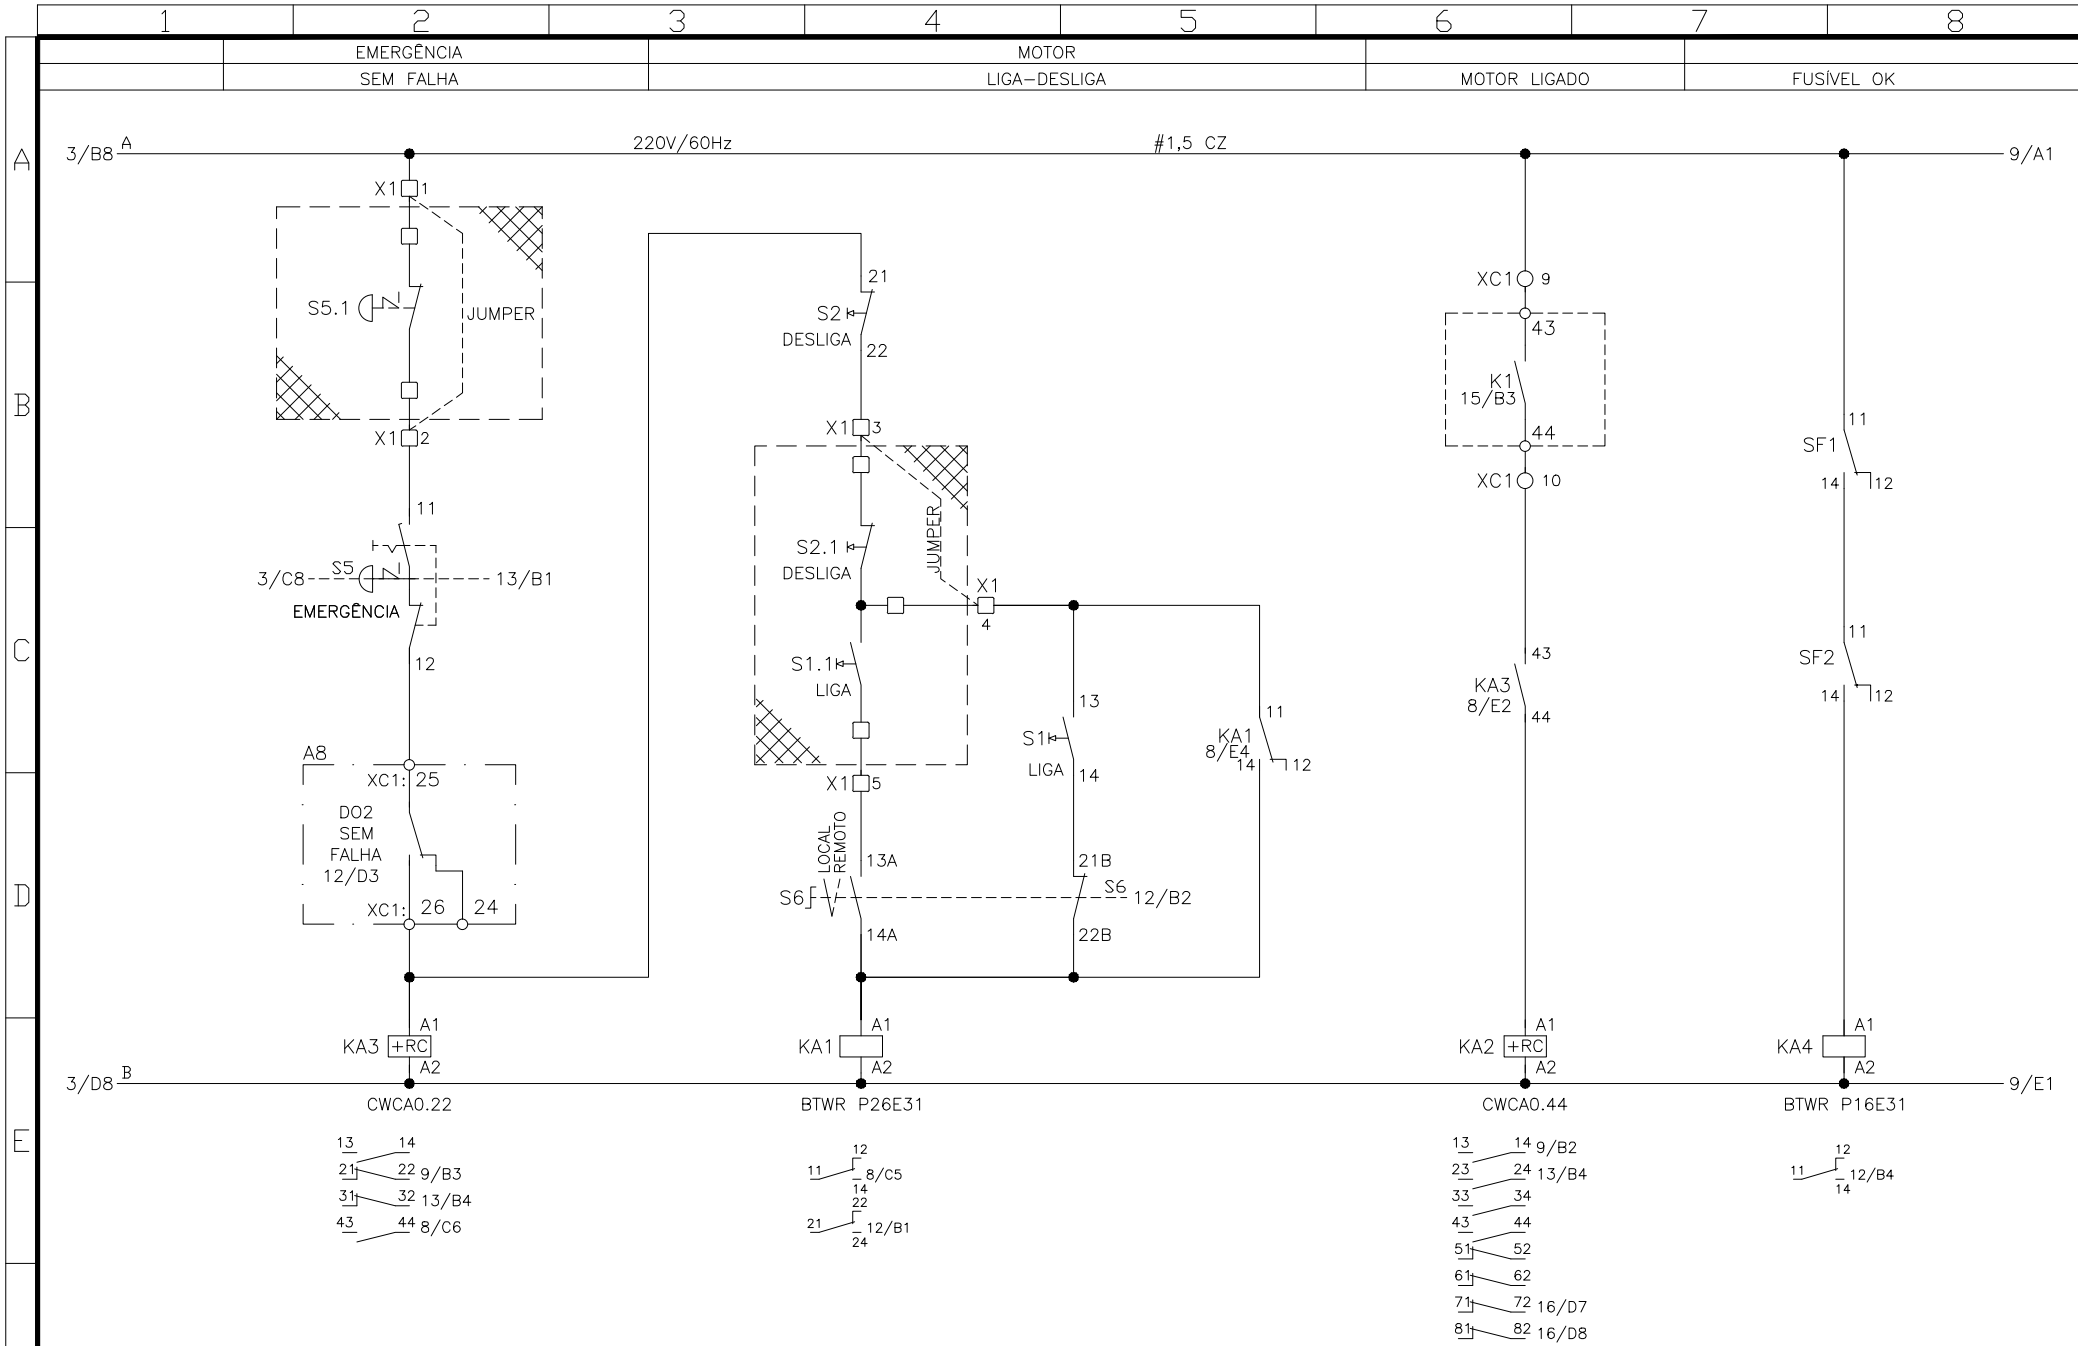 1 2 3 4 5 6 7 8
EMERGÊNCIA MOTOR
SEM FALHA LIGA-DESLIGA MOTOR LIGADO FUSÍVEL OK
A
3/B8 A 220V/60Hz #1,5 CZ 9/A1
X1 1
S5.1
JUMPER
X1 2
11
3/C8 S5 13/B1
EMERGÊNCIA
12
A8
XC1: 25
DO2
SEM
FALHA
12/D3
XC1: 26 24
A1
KA3 +RC
A2
21
S2
DESLIGA
22
X1 3
JUMPER
S2.1
DESLIGA
X1
4
S1.1
LIGA
X1 5
LOCAL
REMOTO
13A
S6
14A
A1
KA1
A2
13
S1
LIGA
14
21B
S6
12/B2
22B
11
KA1
8/E4
14 12
XC1 9
43
K1
15/B3
44
XC1 10
43
KA3
8/E2
44
A1
KA2 +RC
A2
11
SF1
14 12
11
SF2
14 12
A1
KA4
A2
B
C
D
E
3/D8 B 9/E1
CWCA0.22
13 14
21 22 9/B3
31 32 13/B4
43 44 8/C6
BTWR P26E31
12
11 8/C5
14
22
21 12/B1
24
CWCA0.44
13 14 9/B2
23 24 13/B4
33 34
43 44
51 52
61 62
71 72 16/D7
81 82 16/D8
BTWR P16E31
12
11 12/B4
14